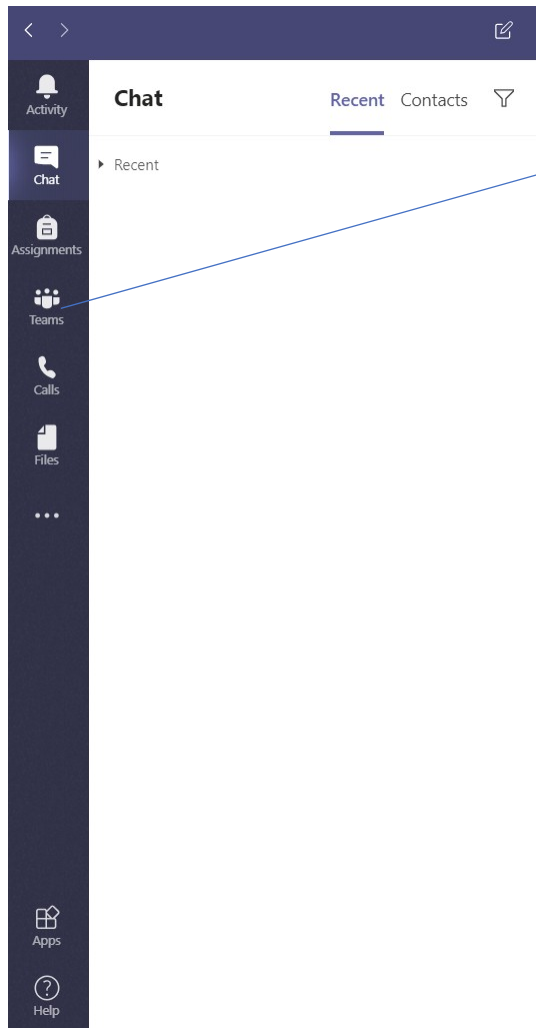 Activity
Chat
Recent Contacts
Recent
Chat
Assignments
Teams
Calls
Files
Apps
Help